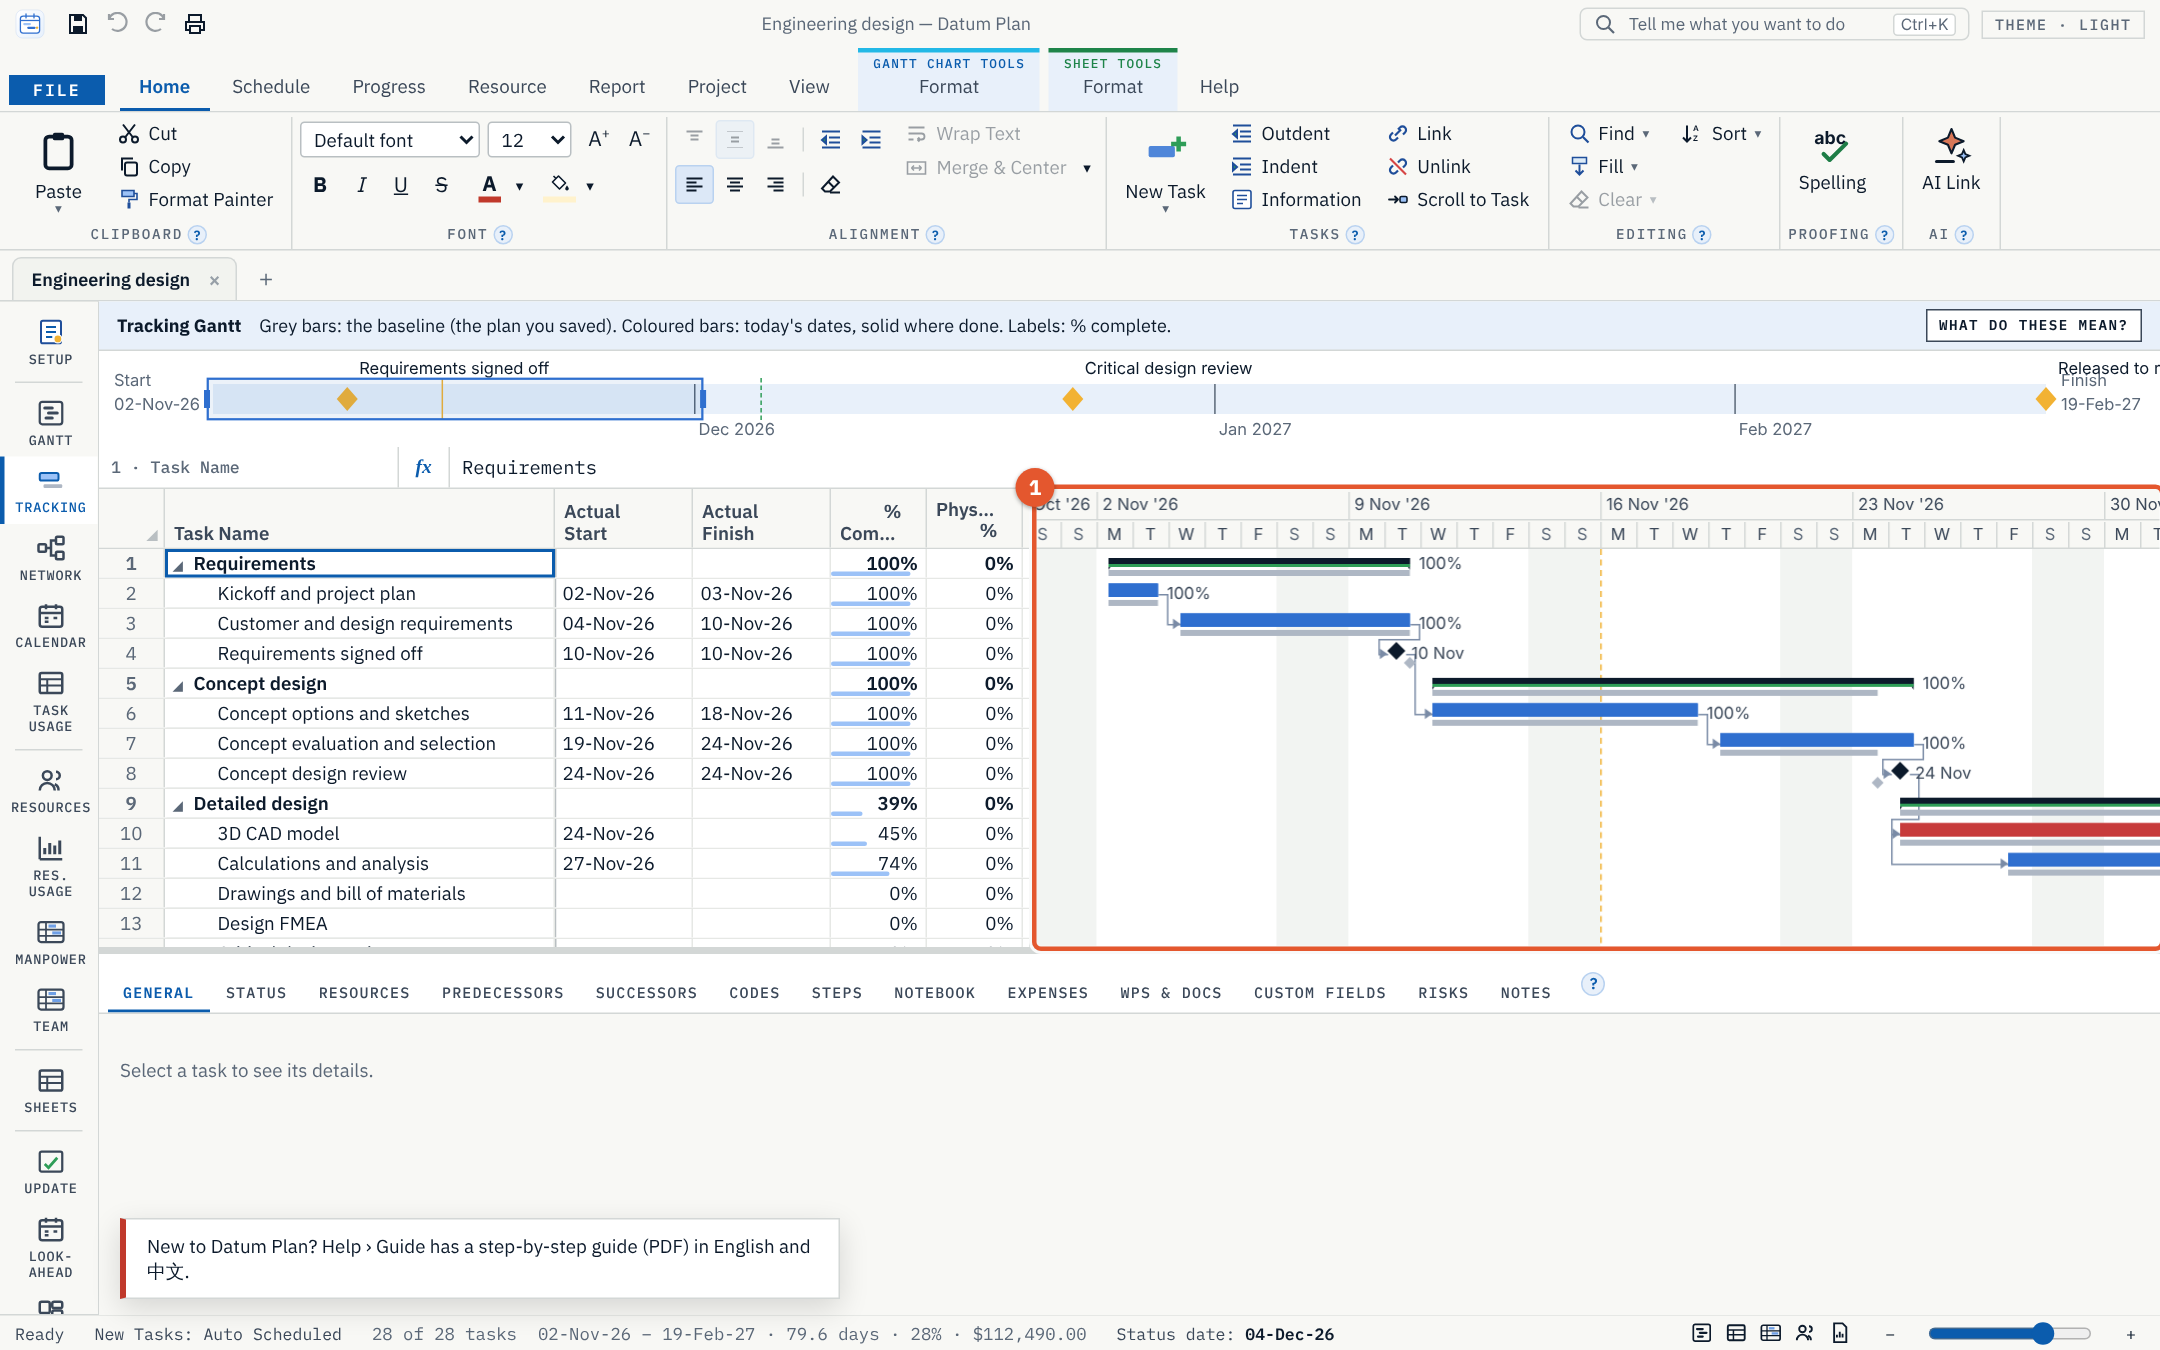 Engineering design — Datum Plan
Tell me what you want to do
Ctrl+K
THEME · LIGHT
FILE
Home
Schedule
Progress
Resource
Report
Project
View
GANTT CHART TOOLS
Format
SHEET TOOLS
Format
Help
Paste
Cut
Copy
Format Painter
CLIPBOARD ?
Default font
12
A+ A−
B I U S A
FONT ?
Wrap Text
Merge & Center
ALIGNMENT ?
New Task
Outdent
Indent
Information
Link
Unlink
Scroll to Task
TASKS ?
Find
Sort
Fill
Clear
EDITING ?
abc
Spelling
PROOFING ?
AI Link
AI ?
Engineering design × +
SETUP
GANTT
TRACKING
NETWORK
CALENDAR
TASK
USAGE
RESOURCES
RES.
USAGE
MANPOWER
TEAM
SHEETS
UPDATE
LOOK-
AHEAD
Tracking Gantt Grey bars: the baseline (the plan you saved). Coloured bars: today's dates, solid where done. Labels: % complete.
WHAT DO THESE MEAN?
Requirements signed off
Critical design review
Start
02-Nov-26
Finish
19-Feb-27
Dec 2026
Jan 2027
Feb 2027
1 · Task Name
fx
Requirements
Task Name
Actual
Start
Actual
Finish
%
Com...
Phys...
%
1 Requirements 100% 0%
2 Kickoff and project plan 02-Nov-26 03-Nov-26 100% 0%
3 Customer and design requirements 04-Nov-26 10-Nov-26 100% 0%
4 Requirements signed off 10-Nov-26 10-Nov-26 100% 0%
5 Concept design 100% 0%
6 Concept options and sketches 11-Nov-26 18-Nov-26 100% 0%
7 Concept evaluation and selection 19-Nov-26 24-Nov-26 100% 0%
8 Concept design review 24-Nov-26 24-Nov-26 100% 0%
9 Detailed design 39% 0%
10 3D CAD model 24-Nov-26 45% 0%
11 Calculations and analysis 27-Nov-26 74% 0%
12 Drawings and bill of materials 0% 0%
13 Design FMEA 0% 0%
1
'26 2 Nov '26 9 Nov '26 16 Nov '26 23 Nov '26 30
S S M T W T F S S M T W T F S S M T W T F S S M T W T F S S M T
100%
100%
100%
10 Nov
100%
100%
100%
24 Nov
GENERAL STATUS RESOURCES PREDECESSORS SUCCESSORS CODES STEPS NOTEBOOK EXPENSES WPS & DOCS CUSTOM FIELDS RISKS NOTES ?
Select a task to see its details.
New to Datum Plan? Help › Guide has a step-by-step guide (PDF) in English and
中文.
Ready New Tasks: Auto Scheduled 28 of 28 tasks 02-Nov-26 – 19-Feb-27 · 79.6 days · 28% · $112,490.00 Status date: 04-Dec-26
− +